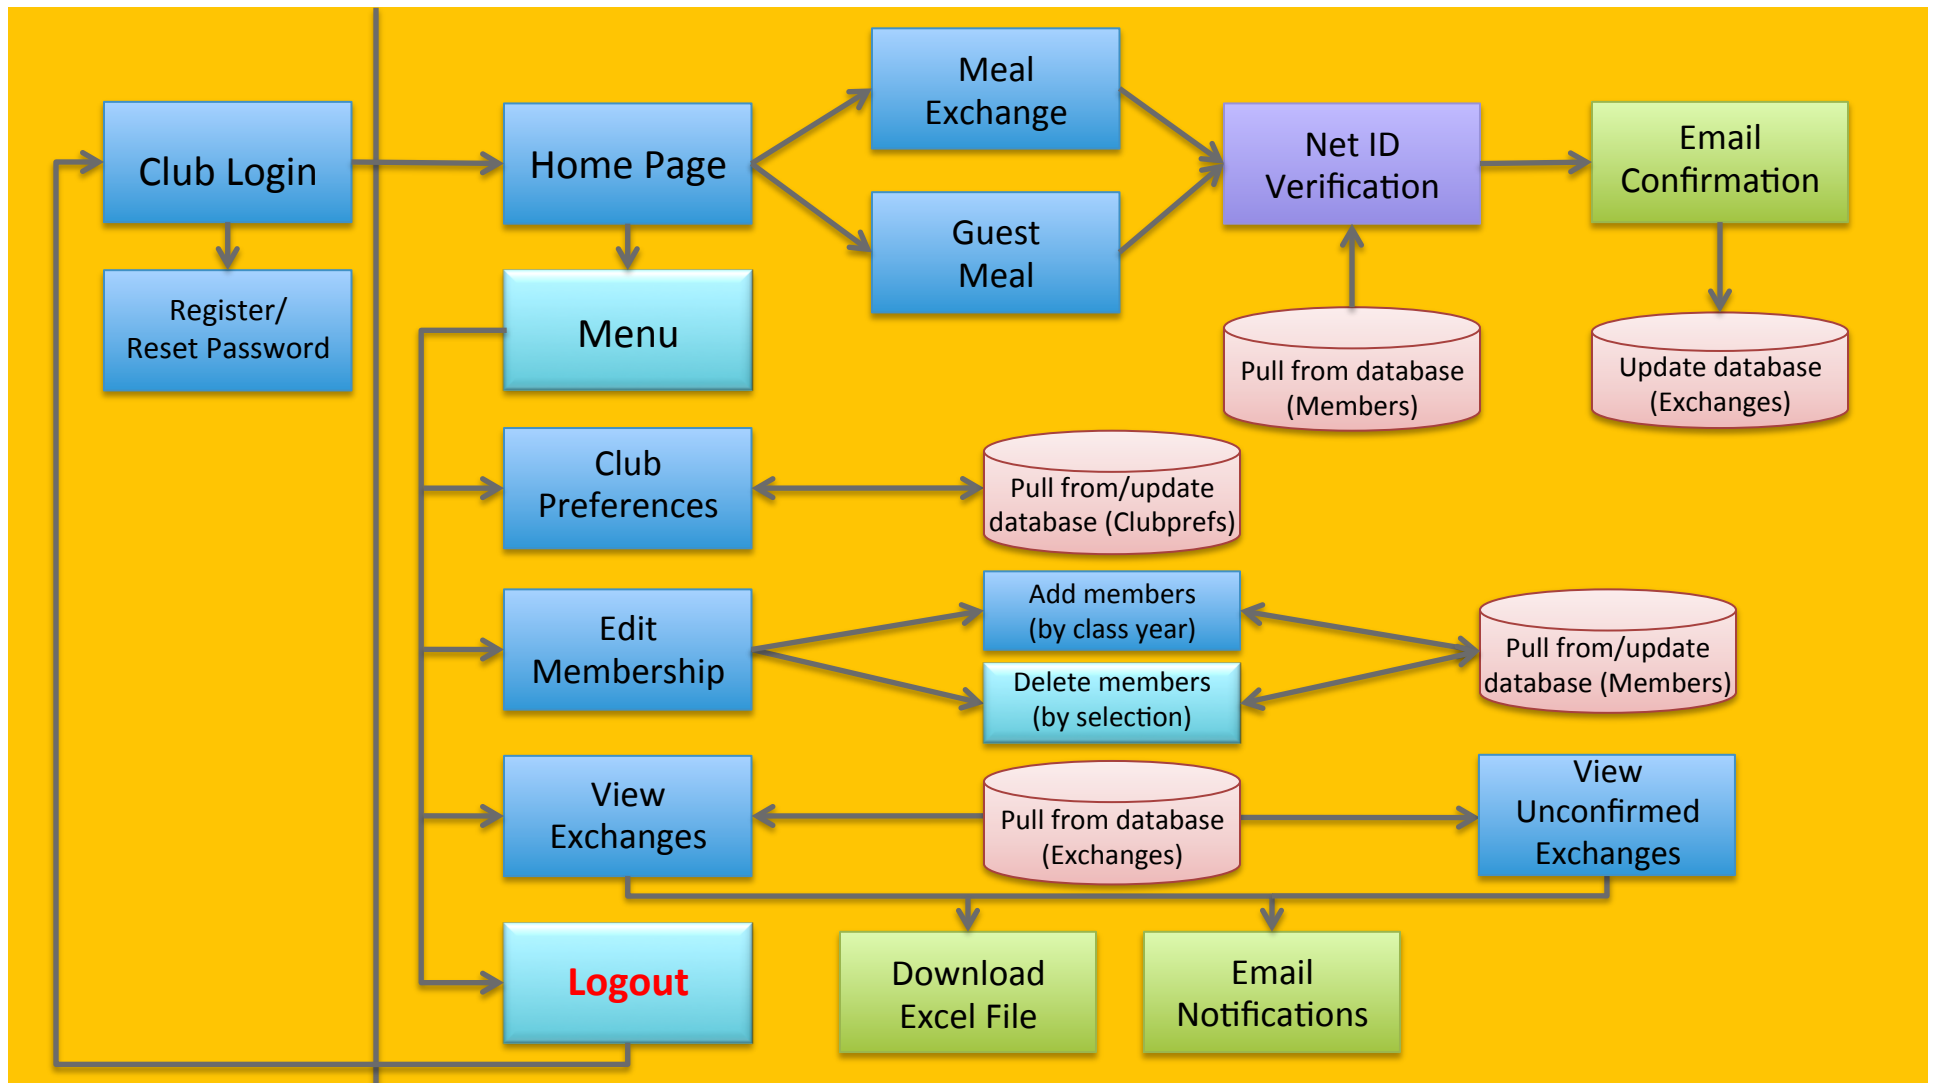 Club Login
Register/
Reset Password
Home Page
Meal
Exchange
Guest
Meal
Net ID
Verification
Email
Confirmation
Menu
Pull from database
(Members)
Update database
(Exchanges)
Club
Preferences
Pull from/update
database (Clubprefs)
Edit
Membership
Add members
(by class year)
Delete members
(by selection)
Pull from/update
database (Members)
View
Exchanges
Pull from database
(Exchanges)
View
Unconfirmed
Exchanges
Logout
Download
Excel File
Email
Notifications